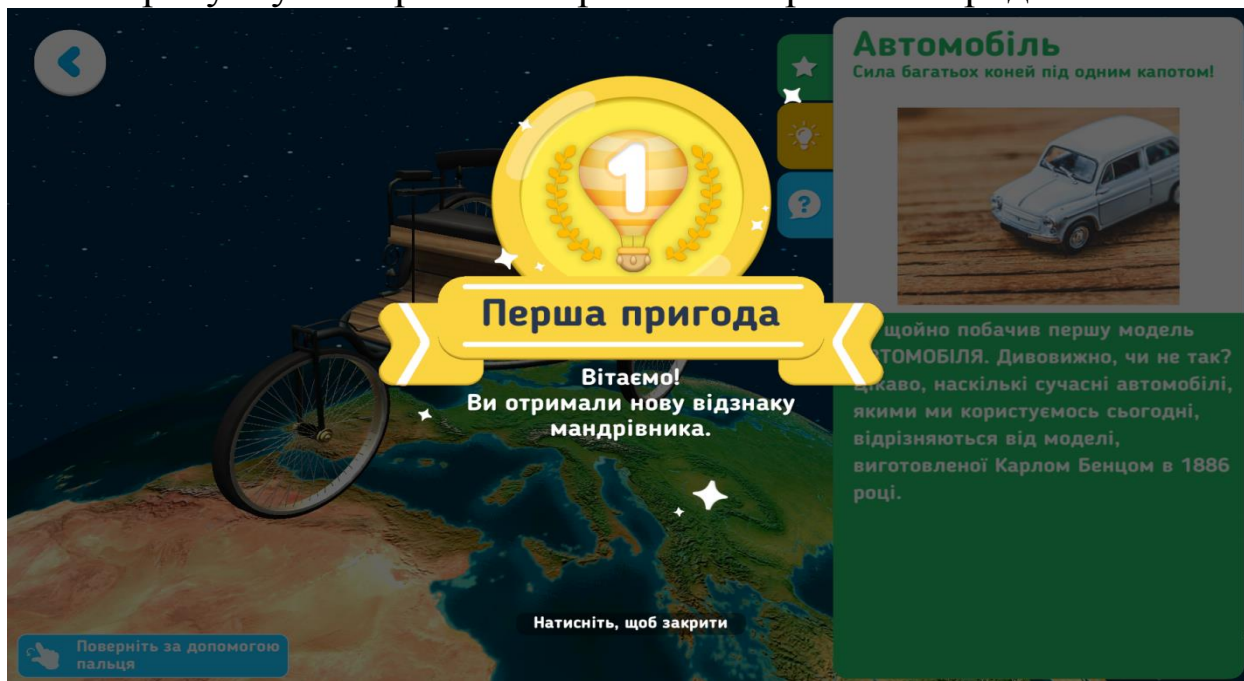 Автомобіль
Сила багатьох коней під одним капотом!
1
Перша пригода
Вітаємо!
Ви отримали нову відзнаку
мандрівника.
щойно побачив першу модель
АВТОМОБІЛЯ. Дивовижно, чи не так?
Цікаво, наскількі сучасні автомобілі,
якими ми користуємось сьогодні,
відрізняються від моделі,
виготовленої Карлом Бенцом в 1886
році.
Натисніть, щоб закрити
Поверніть за допомогою
пальця